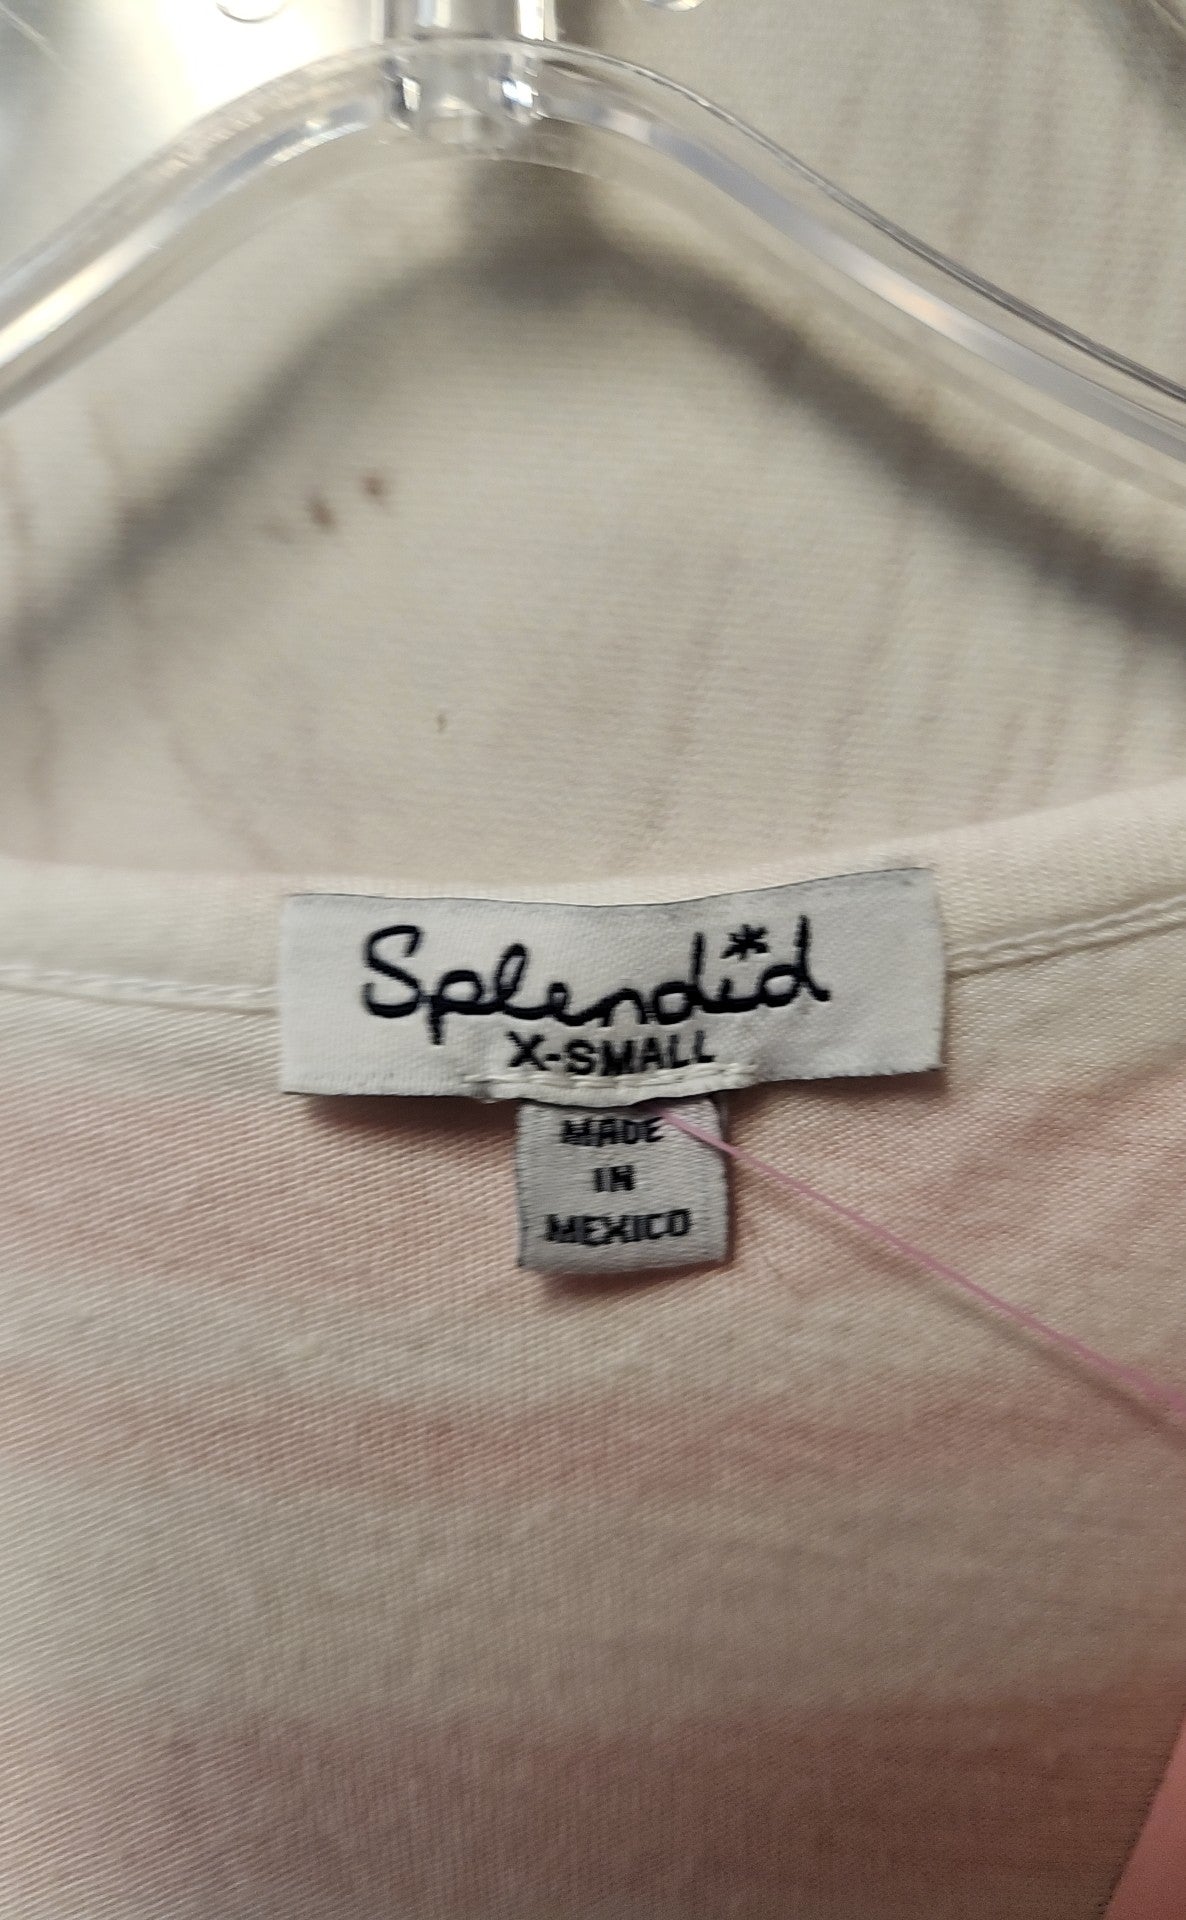 Splendid
X-SMALL
MADE
IN
MEXICO